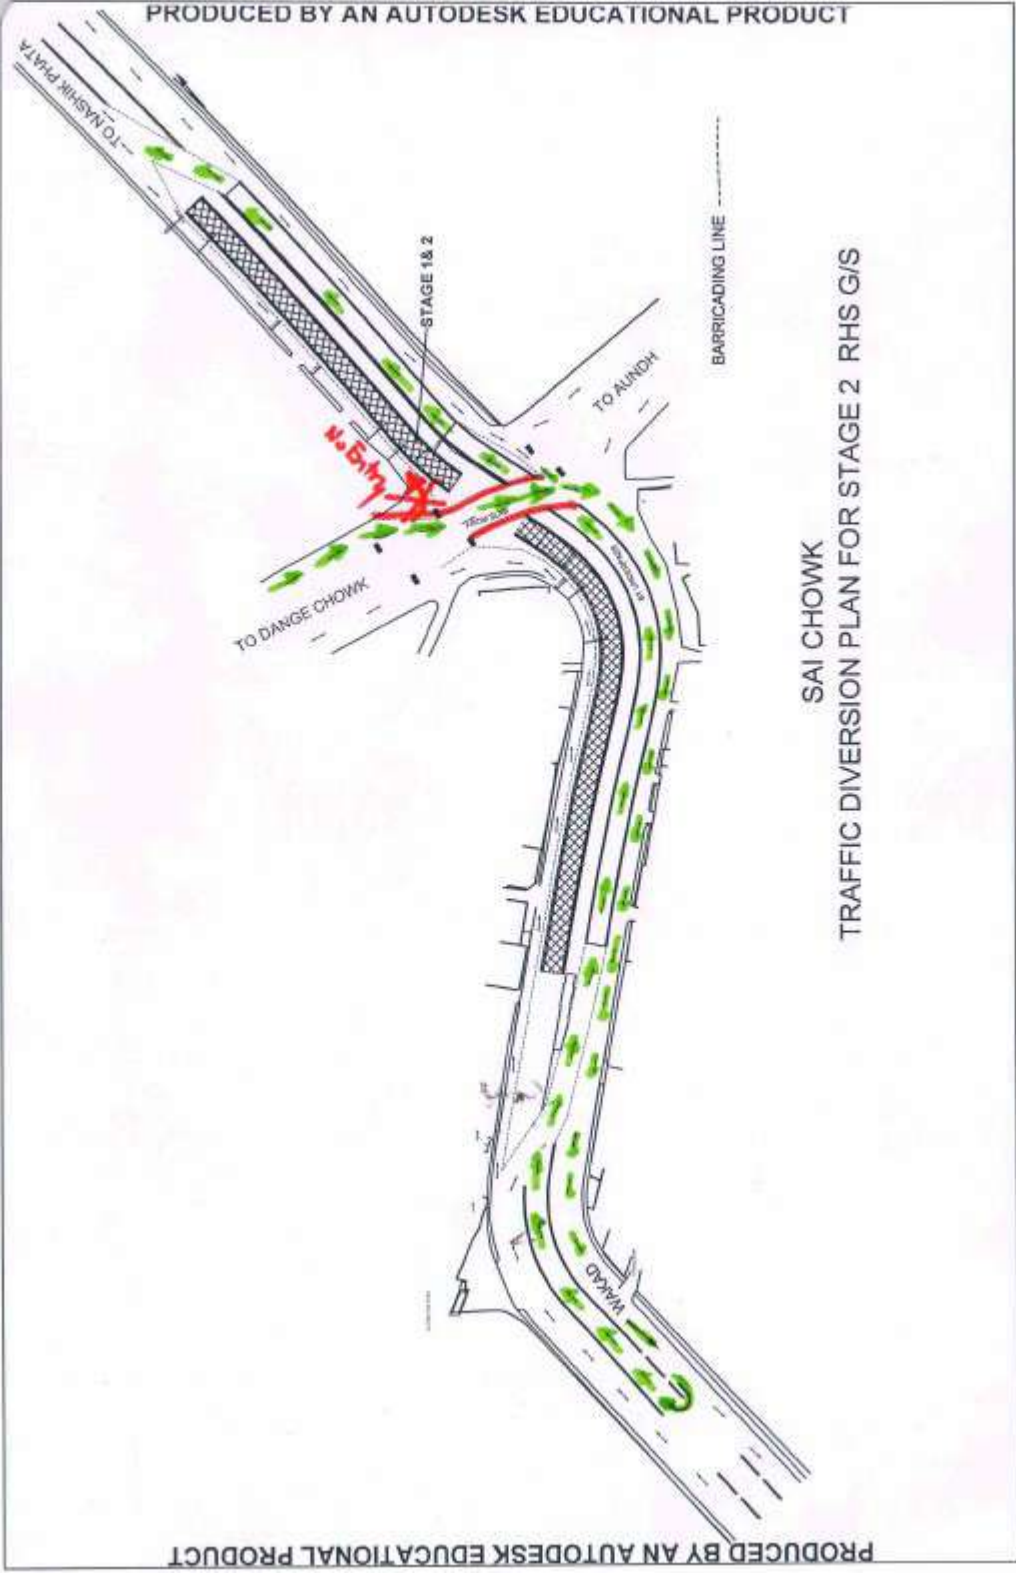 PRODUCED BY AN AUTODESK EDUCATIONAL PRODUCT
TO NASHIK PHATA
STAGE 1& 2
No Entry
TO AUNDH
BARRICADING LINE
TO DANGE CHOWK
WAKAD
SAI CHOWK
TRAFFIC DIVERSION PLAN FOR STAGE 2 RHS G/S
PRODUCED BY AN AUTODESK EDUCATIONAL PRODUCT